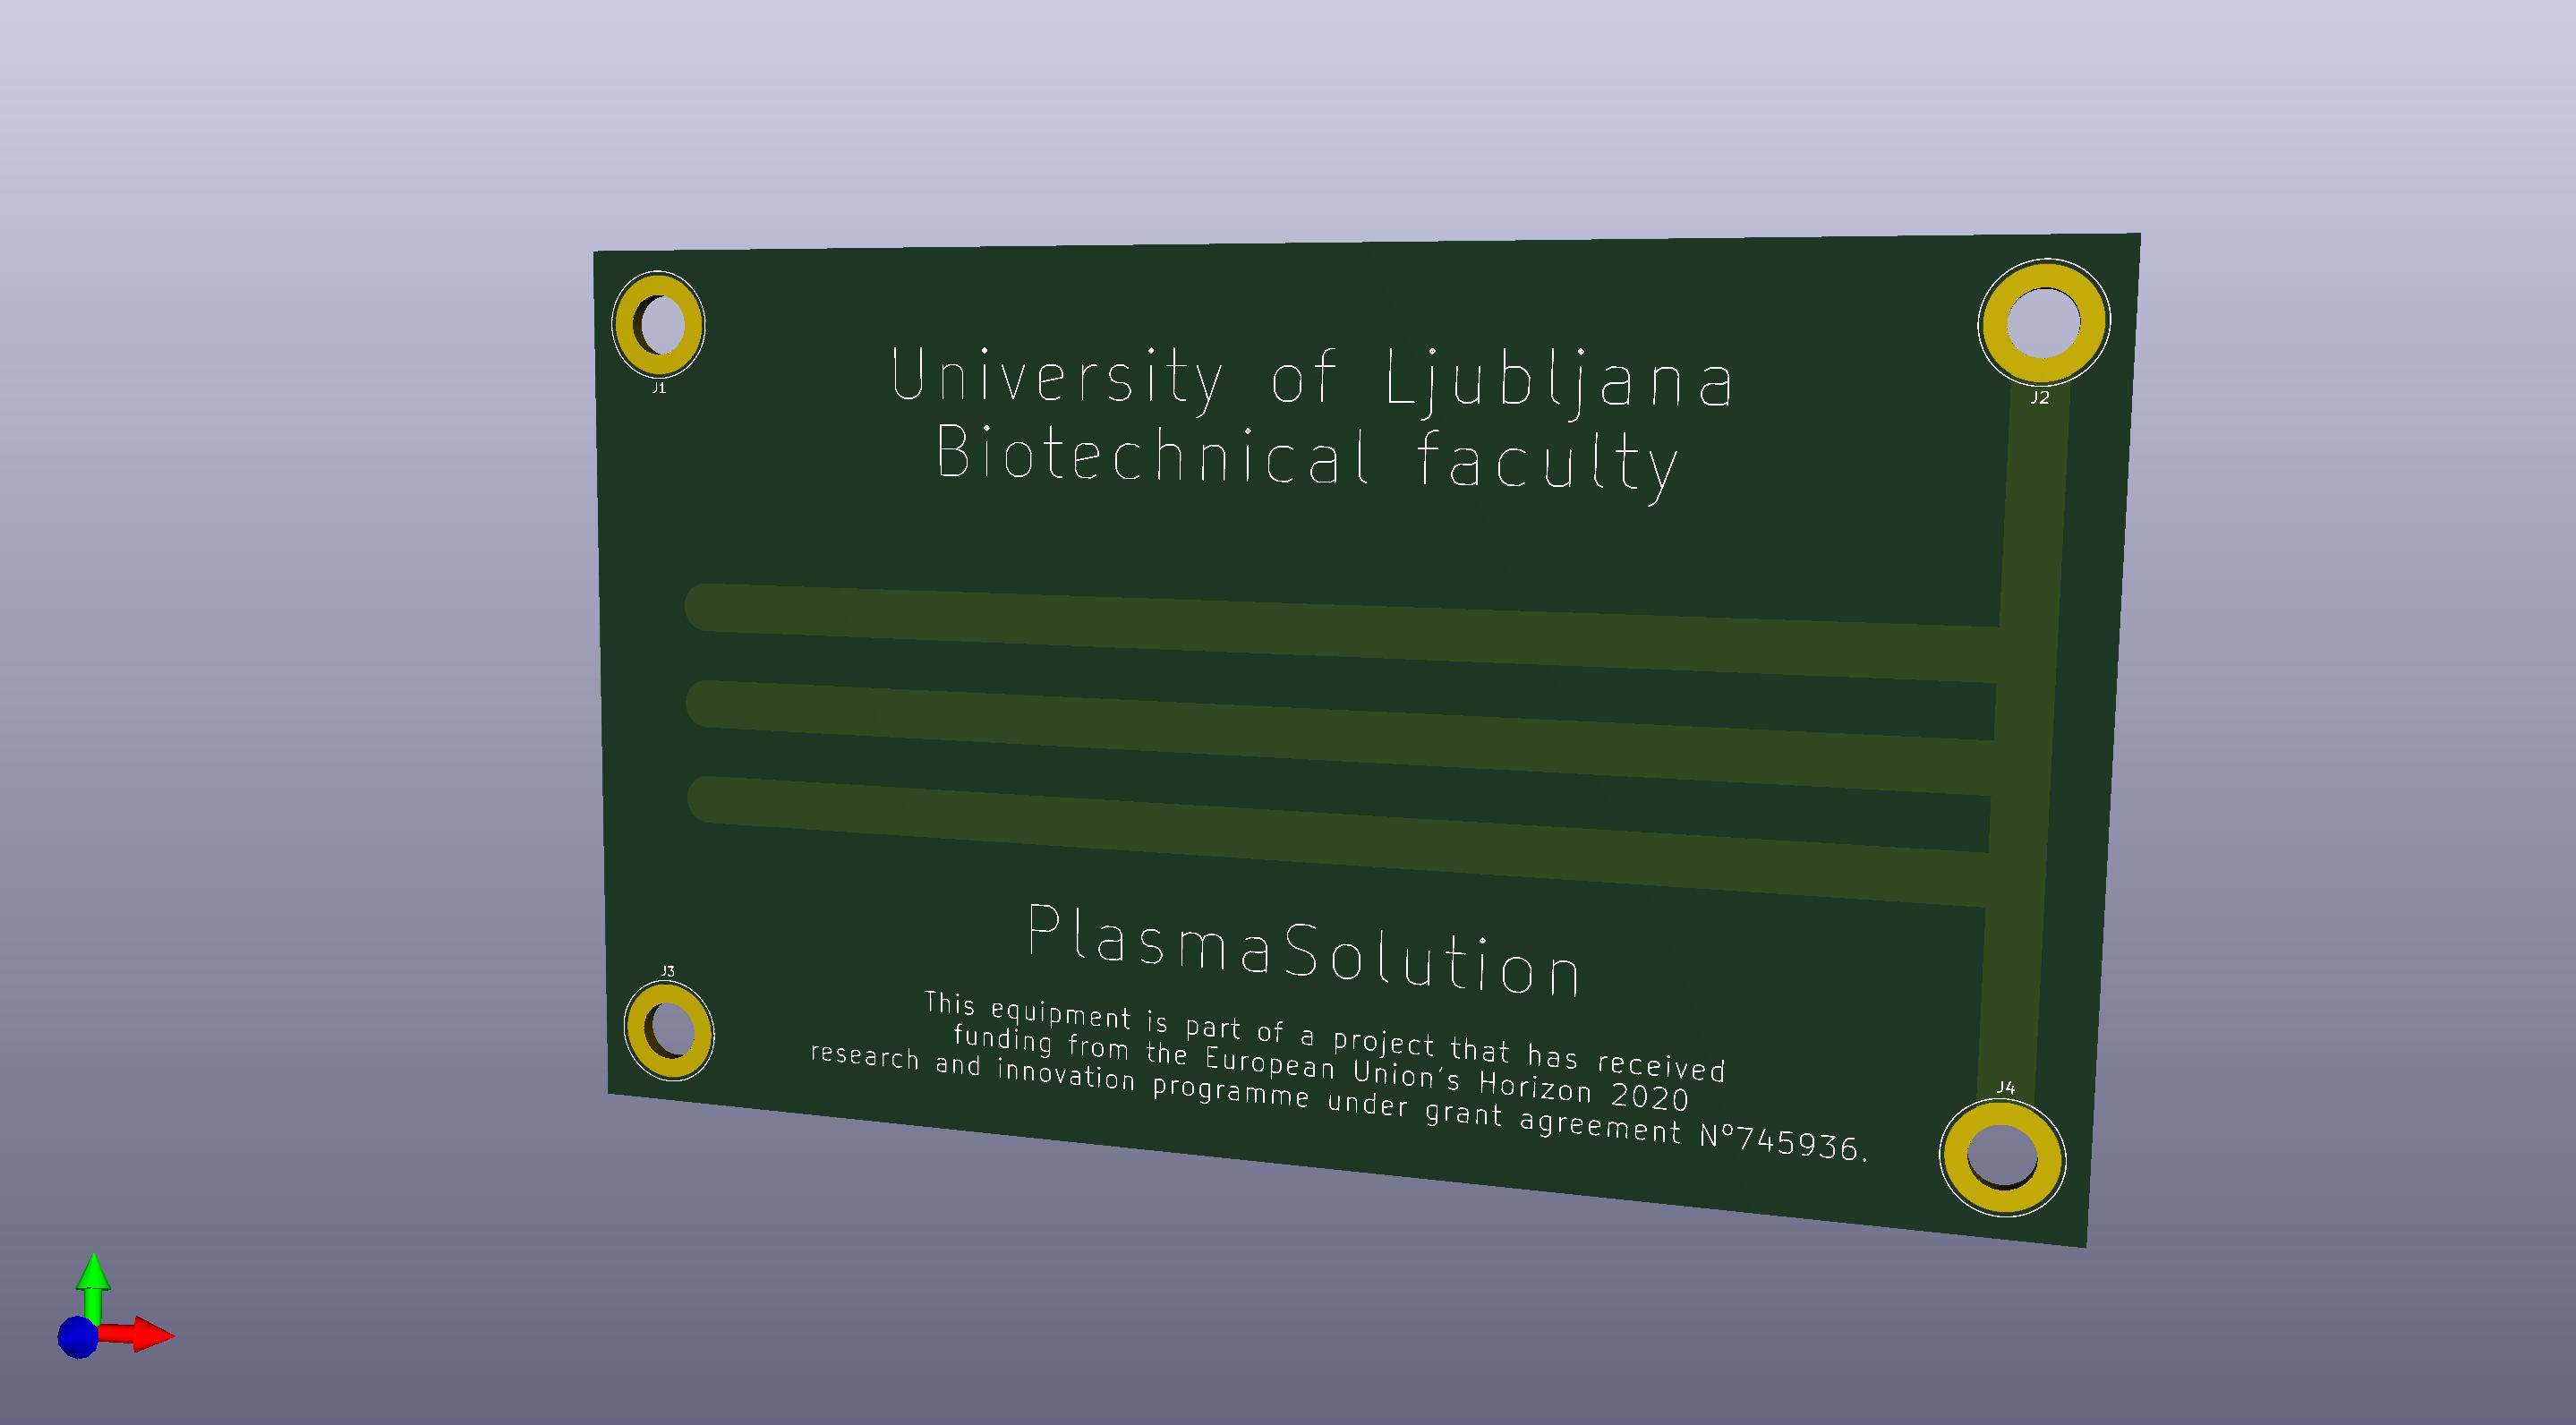 J1
J2
University of Ljubljana
Biotechnical faculty
PlasmaSolution
J3
This equipment is part of a project that has received
funding from the European Union's Horizon 2020
research and innovation programme under grant agreement Nº745936.
J4